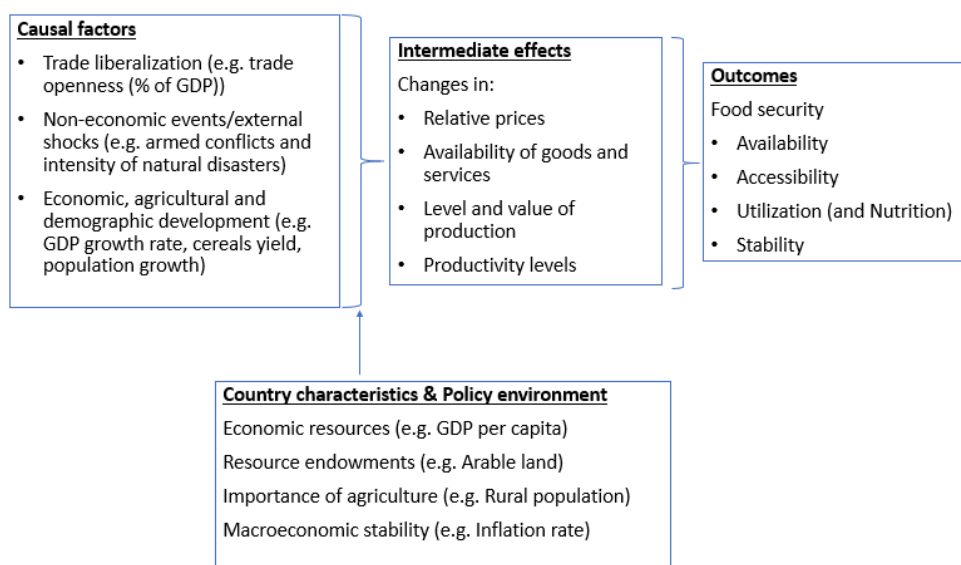 Causal factors
• Trade liberalization (e.g. trade
openness (% of GDP))
• Non-economic events/external
shocks (e.g. armed conflicts and
intensity of natural disasters)
• Economic, agricultural and
demographic development (e.g.
GDP growth rate, cereals yield,
population growth)
Intermediate effects
Changes in:
• Relative prices
• Availability of goods and
services
• Level and value of
production
• Productivity levels
Outcomes
Food security
• Availability
• Accessibility
• Utilization (and Nutrition)
• Stability
Country characteristics & Policy environment
Economic resources (e.g. GDP per capita)
Resource endowments (e.g. Arable land)
Importance of agriculture (e.g. Rural population)
Macroeconomic stability (e.g. Inflation rate)